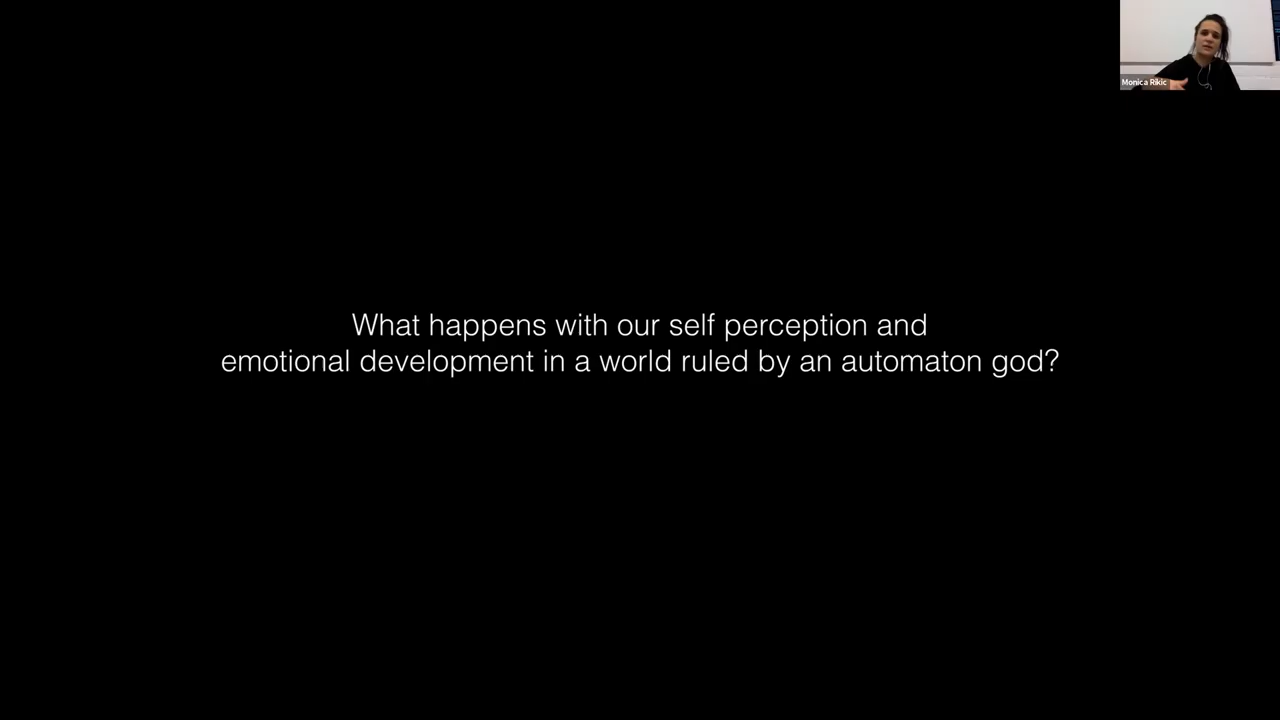 Monica Rikic
What happens with our self perception and
emotional development in a world ruled by an automaton god?